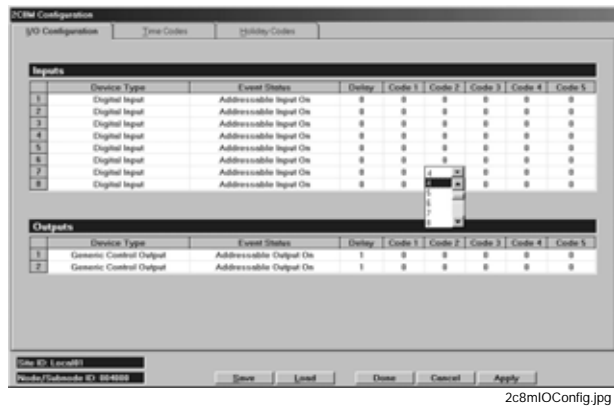 2C8M Configuration
I/O Configuration Time Codes Holiday Codes
Inputs
Device Type Event Status Delay Code 1 Code 2 Code 3 Code 4 Code 5
1 Digital Input Addressable Input On 0 0 0 0 0 0
2 Digital Input Addressable Input On 0 0 0 0 0 0
3 Digital Input Addressable Input On 0 0 0 0 0 0
4 Digital Input Addressable Input On 0 0 0 0 0 0
5 Digital Input Addressable Input On 0 0 0 0 0 0
6 Digital Input Addressable Input On 0 0 0 0 0 0
7 Digital Input Addressable Input On 0 0 4 0 0 0
8 Digital Input Addressable Input On 0 0 4 0 0 0
5
6
7
8
Outputs
Device Type Event Status Delay Code 1 Code 2 Code 3 Code 4 Code 5
1 Generic Control Output Addressable Output On 1 0 0 0 0 0
2 Generic Control Output Addressable Output On 1 0 0 0 0 0
Site ID: Local01
Node/Subnode ID: 004000
Save Load Done Cancel Apply
2c8mIOConfig.jpg